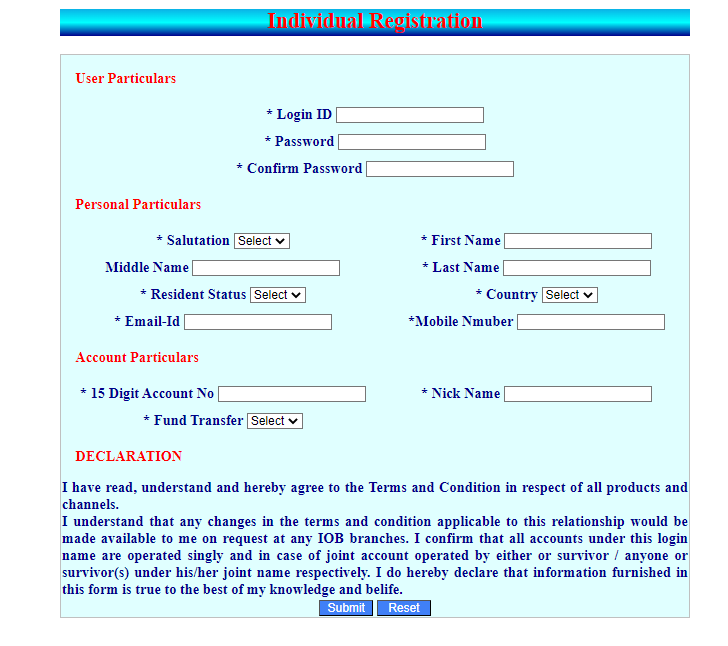 Individual Registration
User Particulars
* Login ID
* Password
* Confirm Password
Personal Particulars
* Salutation Select * First Name
Middle Name * Last Name
* Resident Status Select * Country Select
* Email-Id *Mobile Nmuber
Account Particulars
* 15 Digit Account No * Nick Name
* Fund Transfer Select
DECLARATION
I have read, understand and hereby agree to the Terms and Condition in respect of all products and
channels.
I understand that any changes in the terms and condition applicable to this relationship would be
made available to me on request at any IOB branches. I confirm that all accounts under this login
name are operated singly and in case of joint account operated by either or survivor / anyone or
survivor(s) under his/her joint name respectively. I do hereby declare that information furnished in
this form is true to the best of my knowledge and belife.
Submit Reset